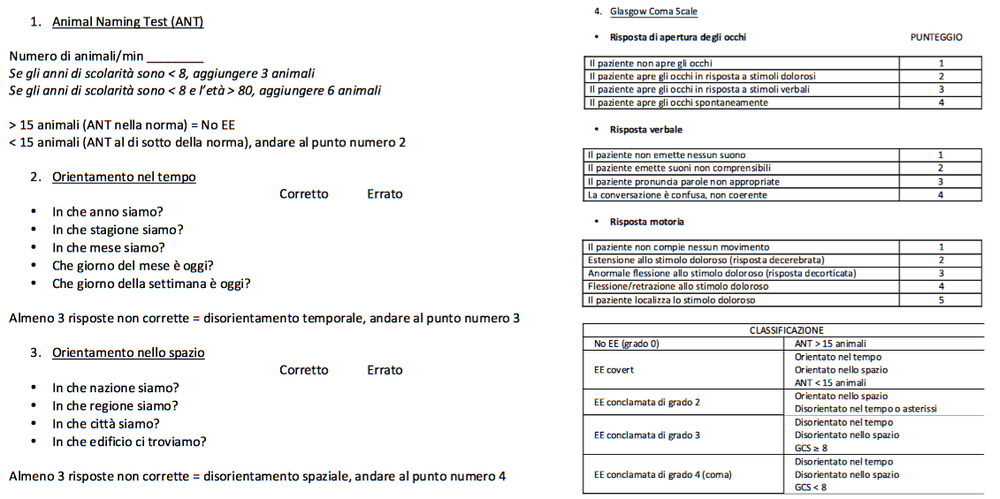 1. Animal Naming Test (ANT)
Numero di animali/min ________
Se gli anni di scolarità sono < 8, aggiungere 3 animali
Se gli anni di scolarità sono < 8 e l'età > 80, aggiungere 6 animali
> 15 animali (ANT nella norma) = No EE
< 15 animali (ANT al di sotto della norma), andare al punto numero 2
2. Orientamento nel tempo
Corretto Errato
• In che anno siamo?
• In che stagione siamo?
• In che mese siamo?
• Che giorno del mese è oggi?
• Che giorno della settimana è oggi?
Almeno 3 risposte non corrette = disorientamento temporale, andare al punto numero 3
3. Orientamento nello spazio
Corretto Errato
• In che nazione siamo?
• In che regione siamo?
• In che città siamo?
• In che edificio ci troviamo?
Almeno 3 risposte non corrette = disorientamento spaziale, andare al punto numero 4
4. Glasgow Coma Scale
• Risposta di apertura degli occhi PUNTEGGIO
Il paziente non apre gli occhi 1
Il paziente apre gli occhi in risposta a stimoli dolorosi 2
Il paziente apre gli occhi in risposta a stimoli verbali 3
Il paziente apre gli occhi spontaneamente 4
• Risposta verbale
Il paziente non emette nessun suono 1
Il paziente emette suoni non comprensibili 2
Il paziente pronuncia parole non appropriate 3
La conversazione è confusa, non coerente 4
• Risposta motoria
Il paziente non compie nessun movimento 1
Estensione allo stimolo doloroso (risposta decerebrata) 2
Anormale flessione allo stimolo doloroso (risposta decorticata) 3
Flessione/retrazione allo stimolo doloroso 4
Il paziente localizza lo stimolo doloroso 5
CLASSIFICAZIONE
No EE (grado 0) ANT > 15 animali
EE covert
Orientato nel tempo
Orientato nello spazio
ANT < 15 animali
EE conclamata di grado 2
Orientato nello spazio
Disorientato nel tempo o asterissi
EE conclamata di grado 3
Disorientato nel tempo
Disorientato nello spazio
GCS ≥ 8
EE conclamata di grado 4 (coma)
Disorientato nel tempo
Disorientato nello spazio
GCS < 8